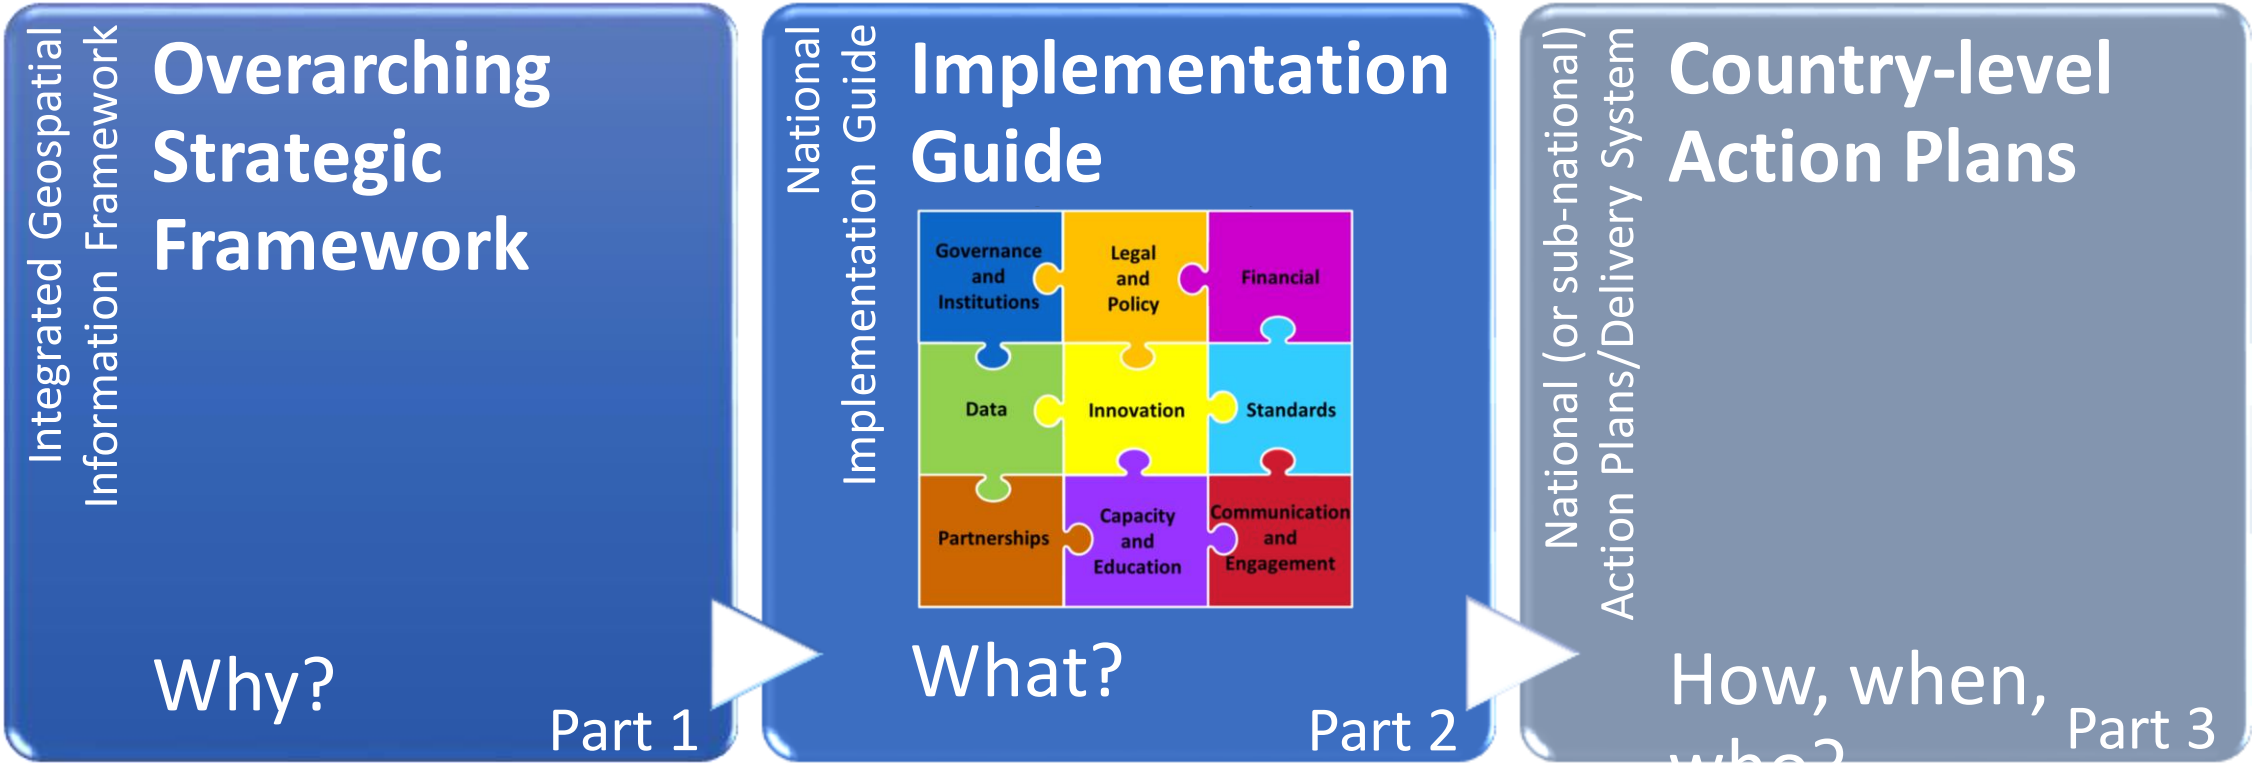 Integrated Geospatial
Information Framework
Overarching
Strategic
Framework
Why?
Part 1
National
Implementation Guide
Implementation
Guide
Governance
and
Institutions
Legal
and
Policy
Financial
Data
Innovation
Standards
Partnerships
Capacity
and
Education
Communication
and
Engagement
What?
Part 2
National (or sub-national)
Action Plans/Delivery System
Country-level
Action Plans
How, when,
who?
Part 3